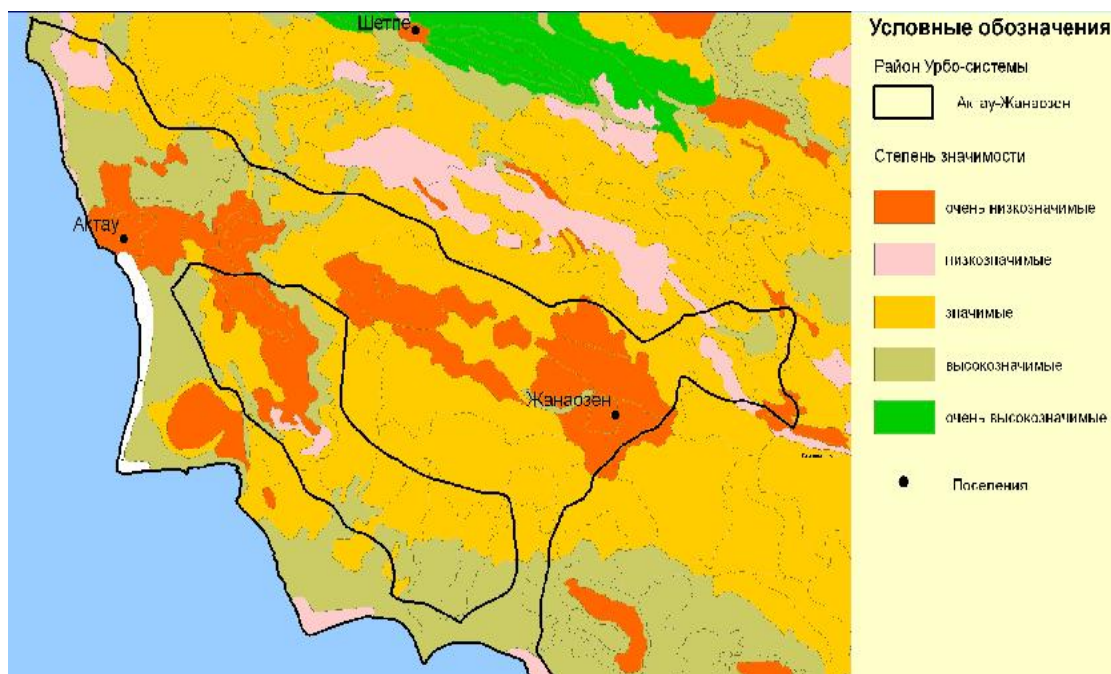 Шетпе
Актау
Жанаозен
Условные обозначения
Район Урбо-системы
Актау-Жанаозен
Степень значимости
очень низкозначимые
низкозначимые
значимые
высокозначимые
очень высокозначимые
Поселения